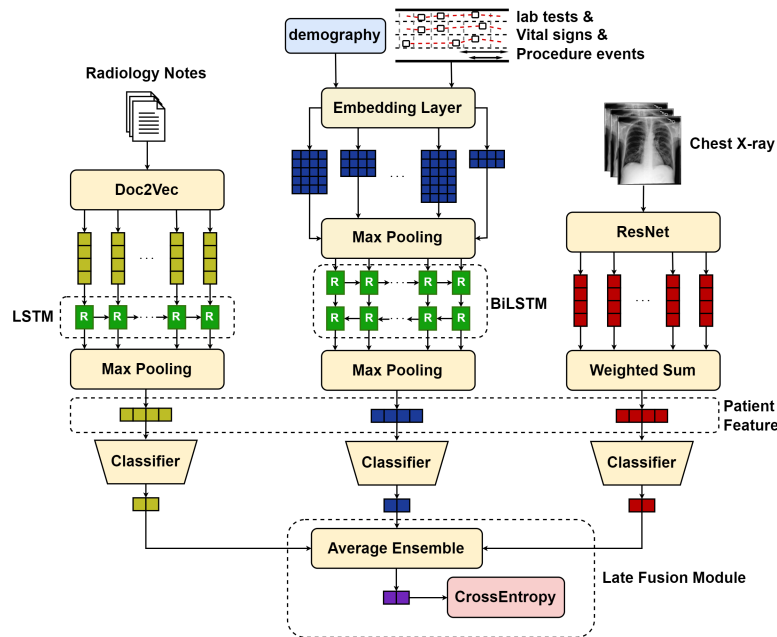 demography
lab tests &
Vital signs &
Procedure events
Radiology Notes
Embedding Layer
Chest X-ray
Doc2Vec
. . .
Max Pooling
ResNet
. . .
. . .
LSTM
R R ... R R
R R ... R R
R R ... R R
BiLSTM
Max Pooling
Max Pooling
Weighted Sum
Patient
Feature
Classifier
Classifier
Classifier
Average Ensemble
Late Fusion Module
CrossEntropy